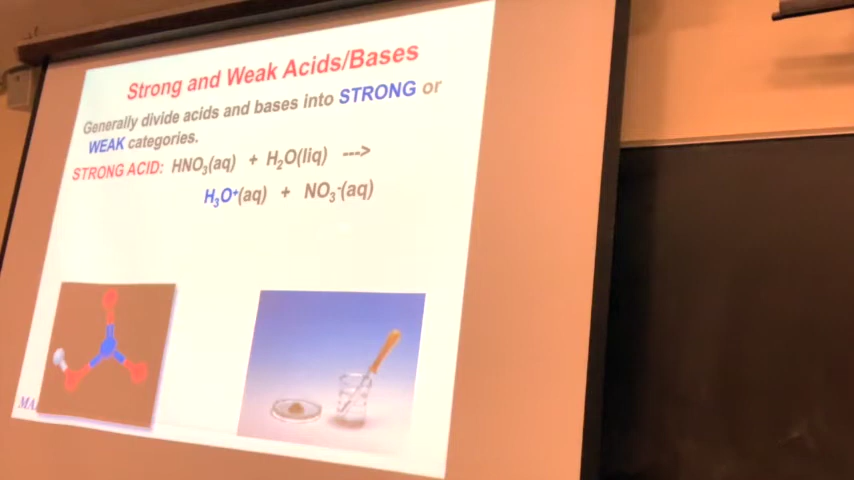 Strong and Weak Acids/Bases
Generally divide acids and bases into STRONG or
WEAK categories.
STRONG ACID: HNO₃(aq) + H₂O(liq) --->
H₃O⁺(aq) + NO₃⁻(aq)